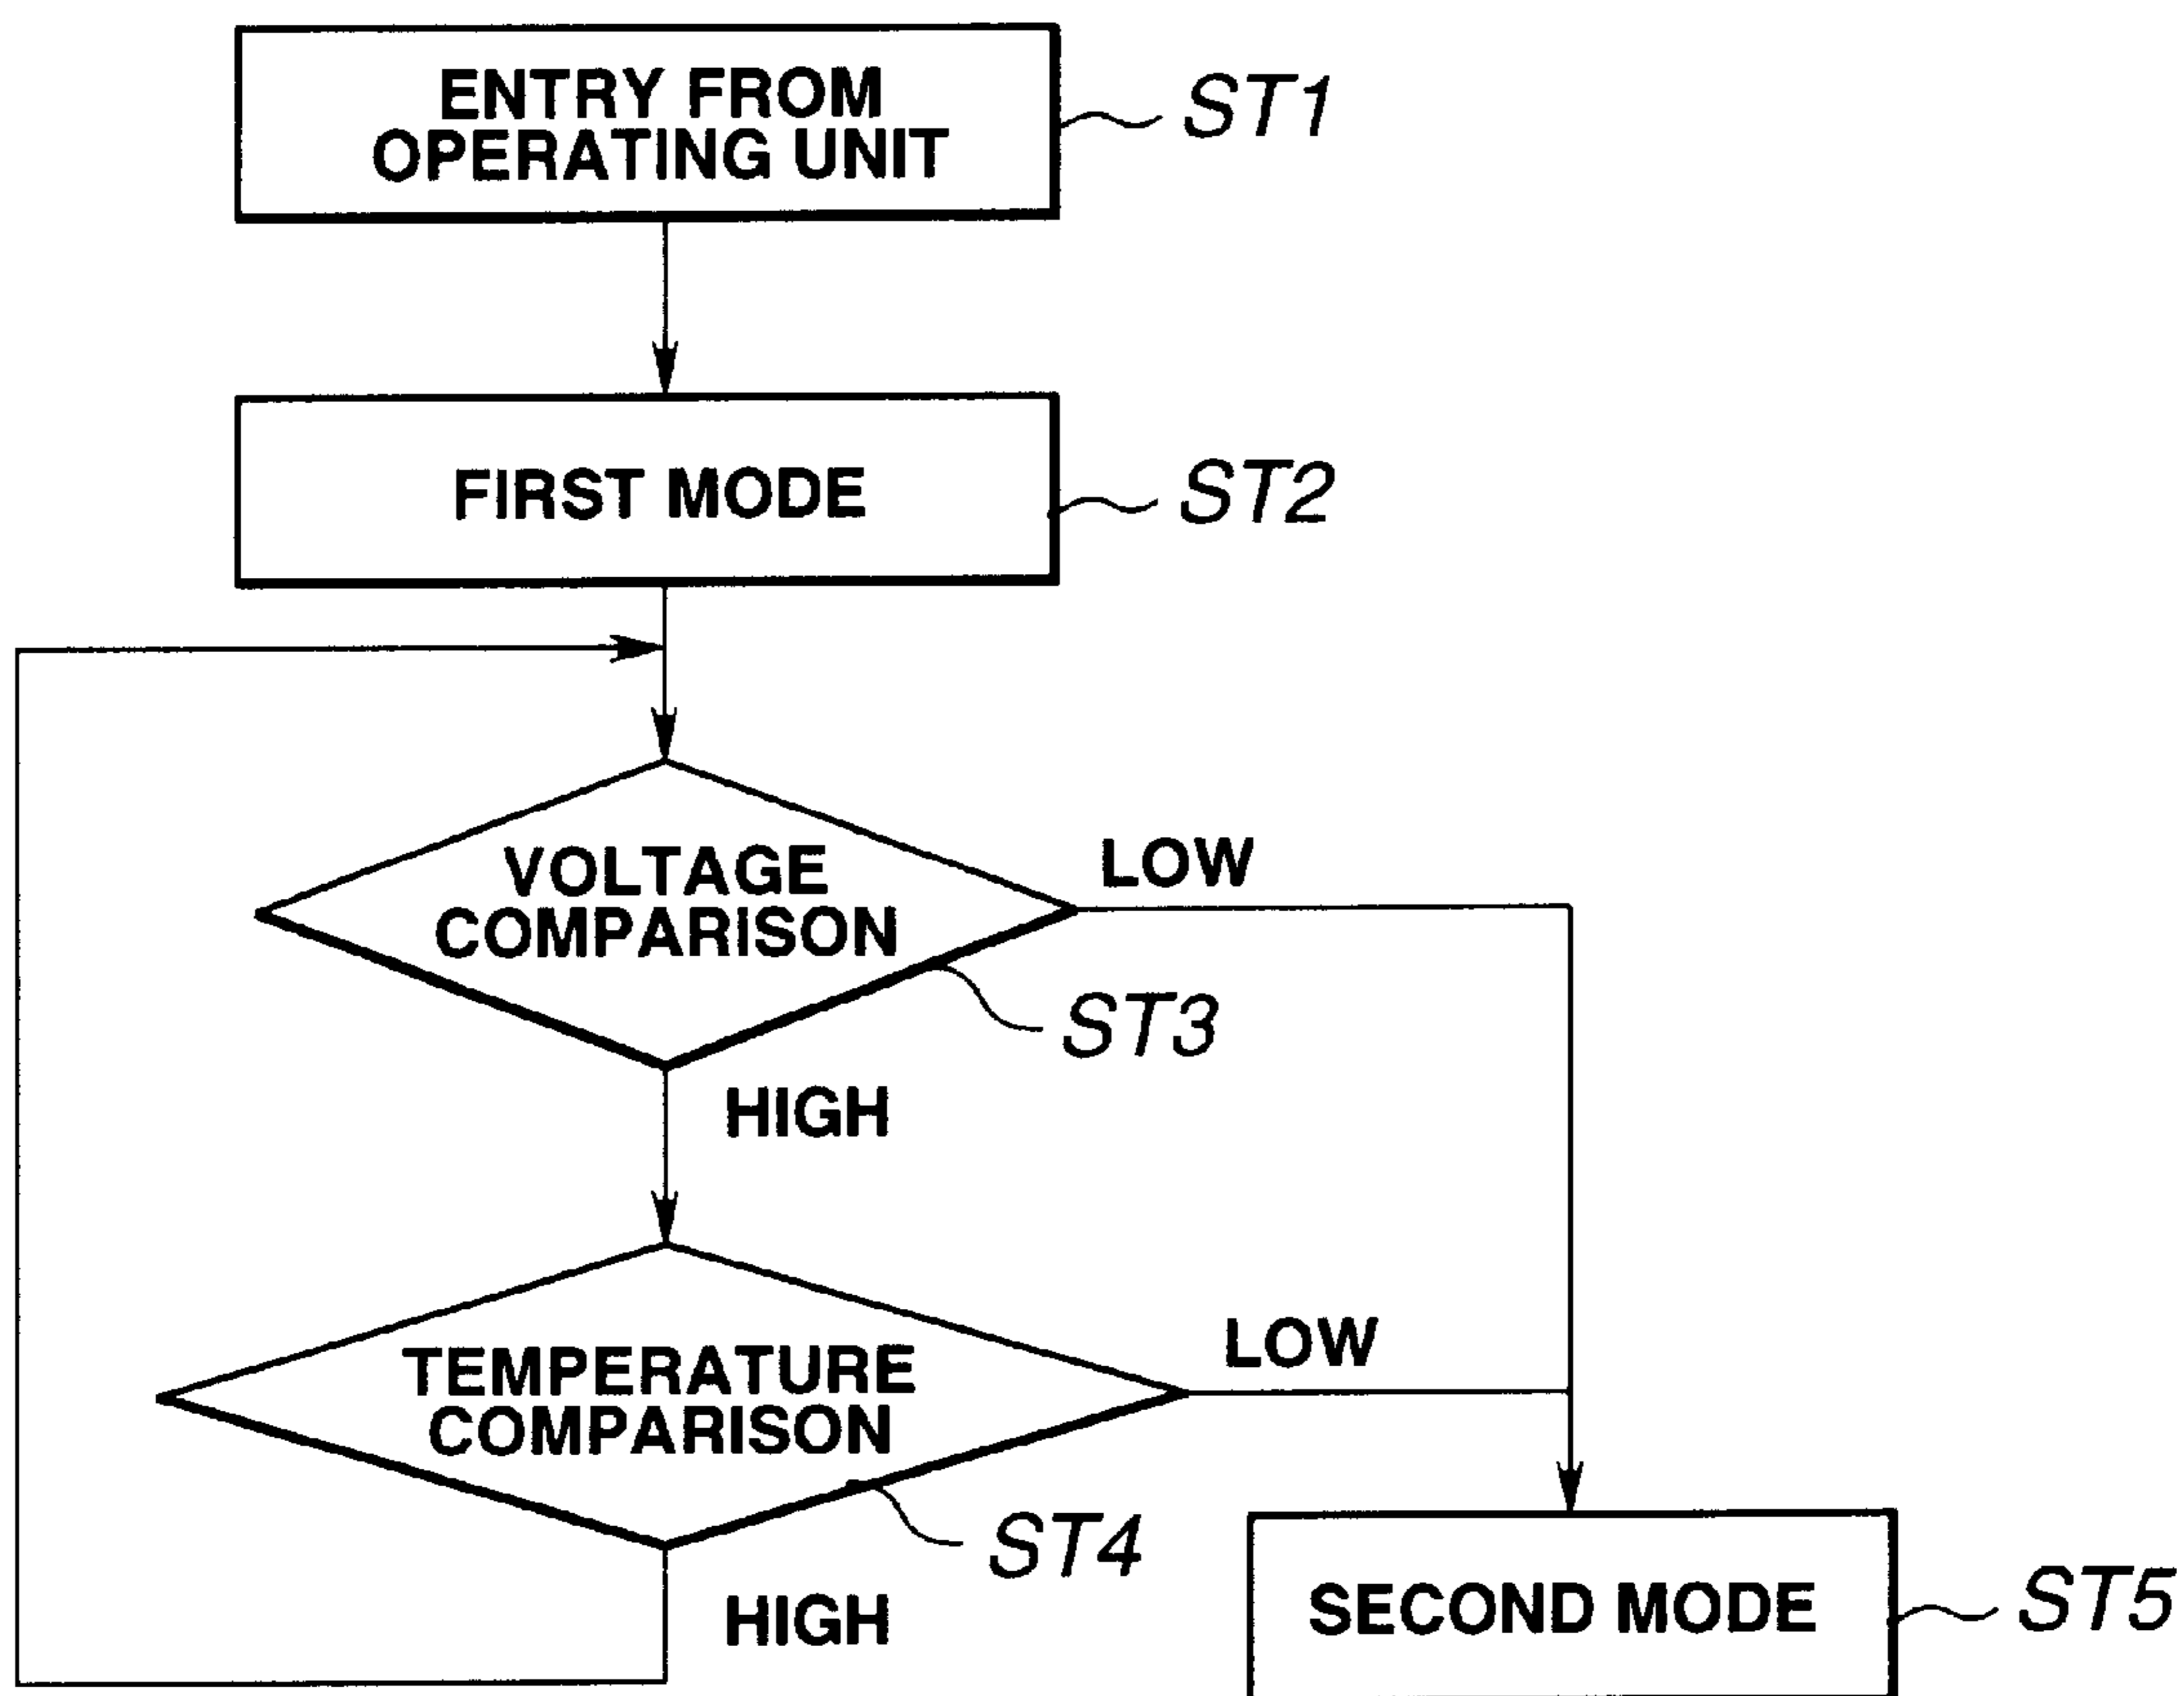 ENTRY FROM
OPERATING UNIT
ST1
FIRST MODE
ST2
VOLTAGE
COMPARISON
LOW
ST3
HIGH
TEMPERATURE
COMPARISON
LOW
ST4
HIGH
SECOND MODE
ST5